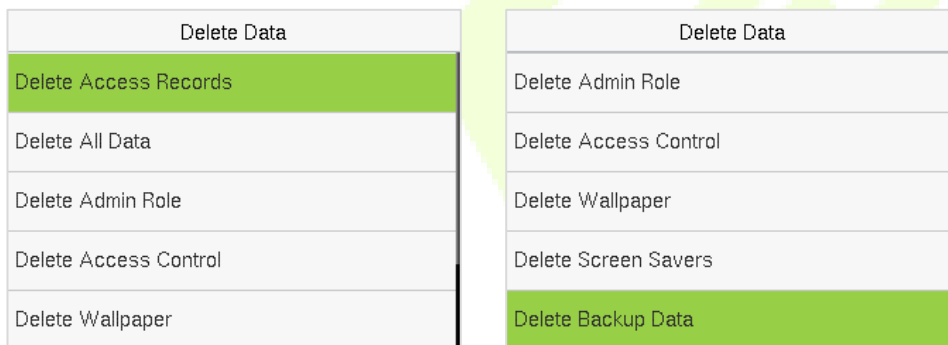 Delete Data
Delete Access Records
Delete All Data
Delete Admin Role
Delete Access Control
Delete Wallpaper
Delete Data
Delete Admin Role
Delete Access Control
Delete Wallpaper
Delete Screen Savers
Delete Backup Data